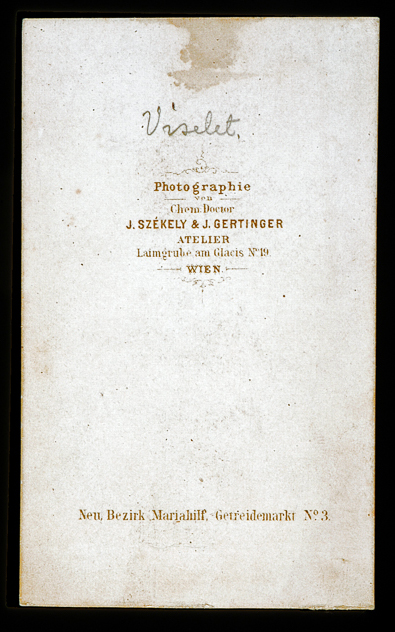 Viselet.
Photographie
von
Chem. Doctor
J. SZÉKELY & J. GERTINGER
ATELIER
Laimgrube am Glacis Nº 19
WIEN.
Neu, Bezirk Mariahilf, Getreidemarkt Nº 3.